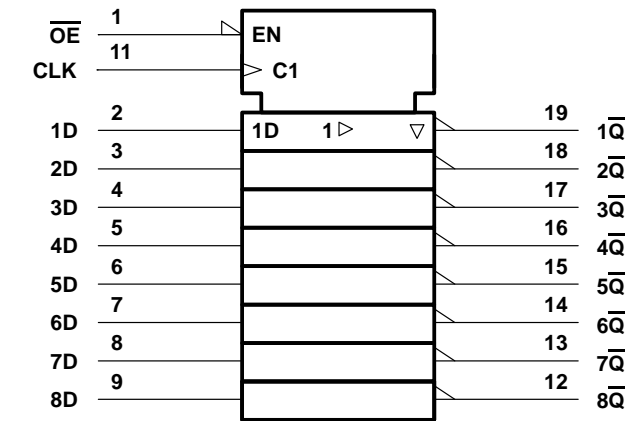 1
O̅E̅ EN
11
CLK C1
2 19
1D 1D 1 ▷ ▽ 1Q̅
3 18
2D 2Q̅
4 17
3D 3Q̅
5 16
4D 4Q̅
6 15
5D 5Q̅
7 14
6D 6Q̅
8 13
7D 7Q̅
9 12
8D 8Q̅